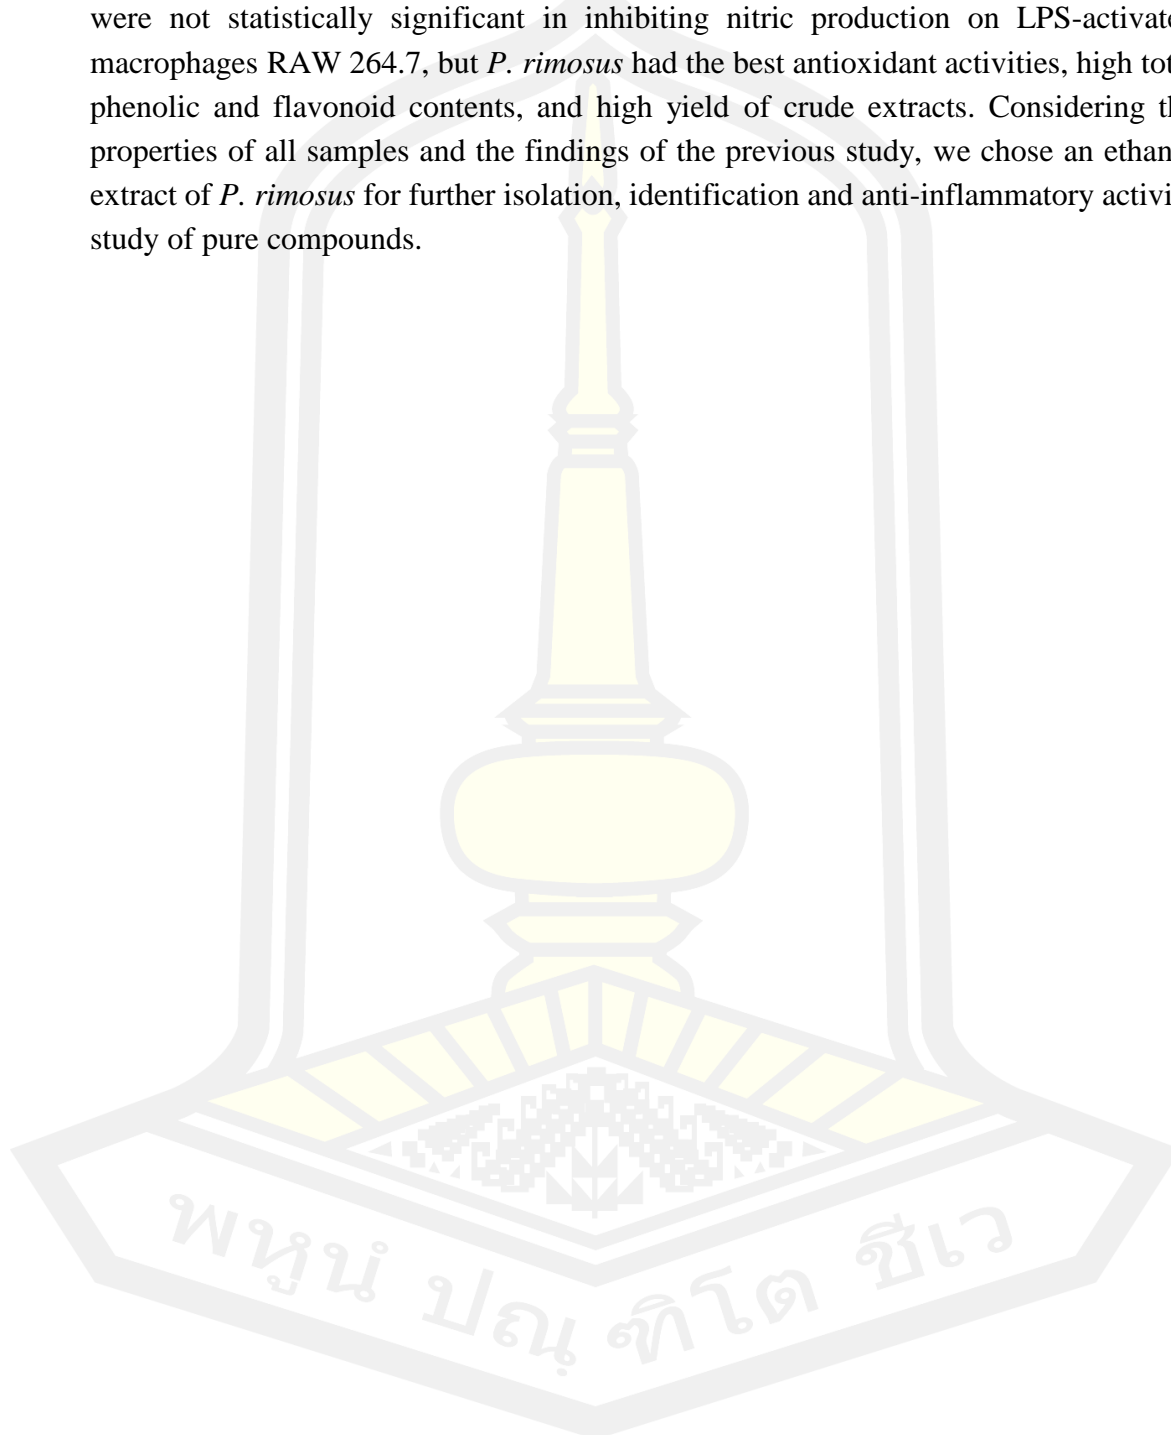 were not statistically significant in inhibiting nitric production on LPS-activate
macrophages RAW 264.7, but P. rimosus had the best antioxidant activities, high tot
phenolic and flavonoid contents, and high yield of crude extracts. Considering th
properties of all samples and the findings of the previous study, we chose an ethan
extract of P. rimosus for further isolation, identification and anti-inflammatory activi
study of pure compounds.
พหูนํ ปณฺฑิโต ชีเว